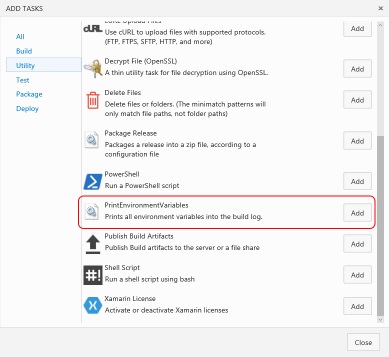 ADD TASKS
All
Build
Utility
Test
Package
Deploy
cURL Upload Files
Use cURL to upload files with supported protocols.
(FTP, FTPS, SFTP, HTTP, and more)
Add
Decrypt File (OpenSSL)
A thin utility task for file decryption using OpenSSL.
Add
Delete Files
Delete files or folders. (The minimatch patterns will
only match file paths, not folder paths)
Add
Package Release
Packages a release into a zip file, according to a
configuration file
Add
PowerShell
Run a PowerShell script
Add
PrintEnvironmentVariables
Prints all environment variables into the build log.
Add
Publish Build Artifacts
Publish Build artifacts to the server or a file share
Add
Shell Script
Run a shell script using bash
Add
Xamarin License
Activate or deactivate Xamarin licenses
Add
Close